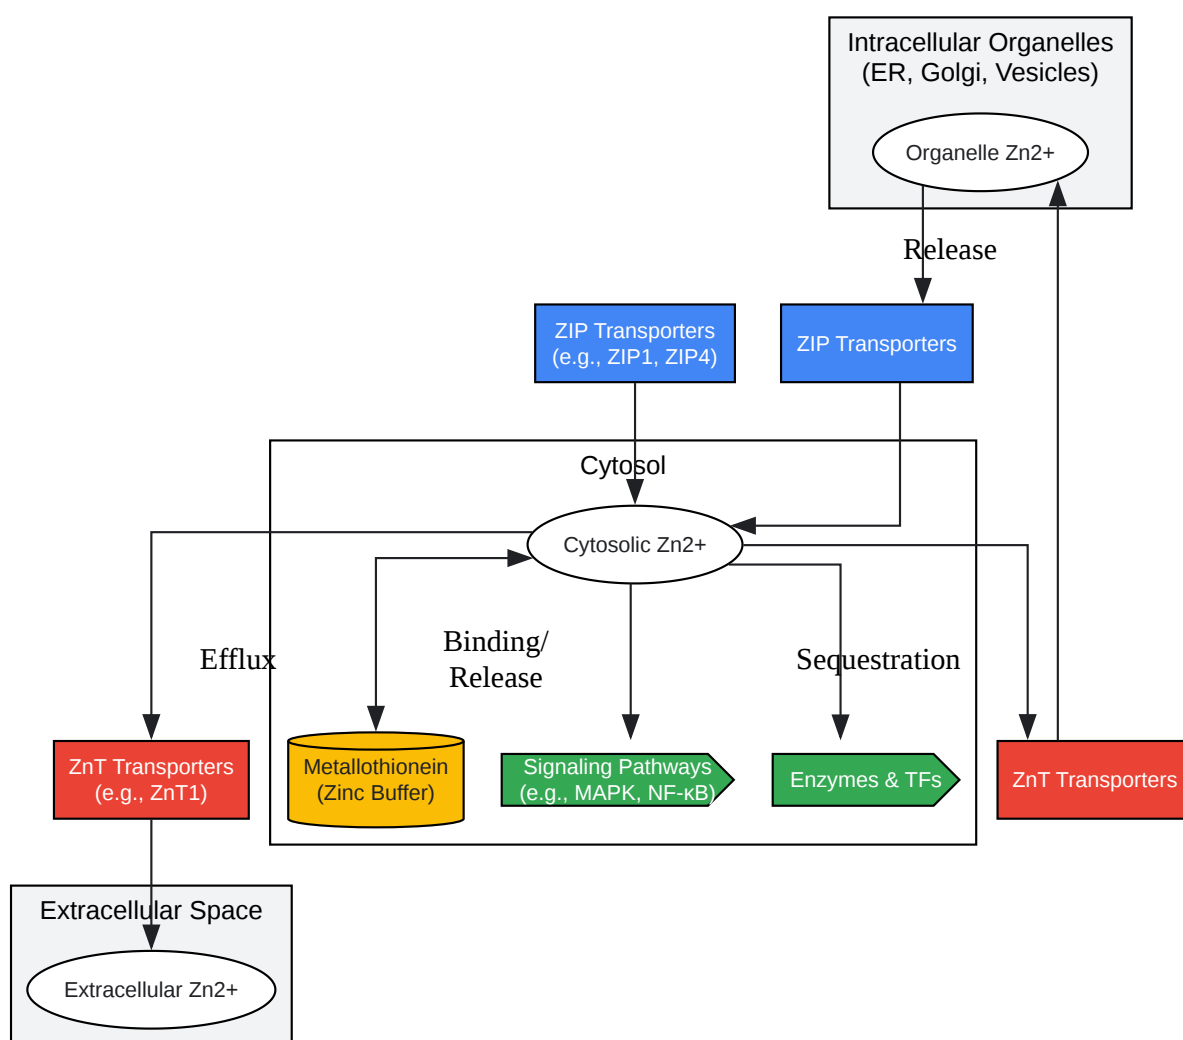 Intracellular Organelles
(ER, Golgi, Vesicles)
Organelle Zn2+
Release
ZIP Transporters
(e.g., ZIP1, ZIP4)
ZIP Transporters
Cytosol
Cytosolic Zn2+
Efflux
Binding/
Release
Sequestration
ZnT Transporters
(e.g., ZnT1)
Metallothionein
(Zinc Buffer)
Signaling Pathways
(e.g., MAPK, NF-κB)
Enzymes & TFs
ZnT Transporters
Extracellular Space
Extracellular Zn2+